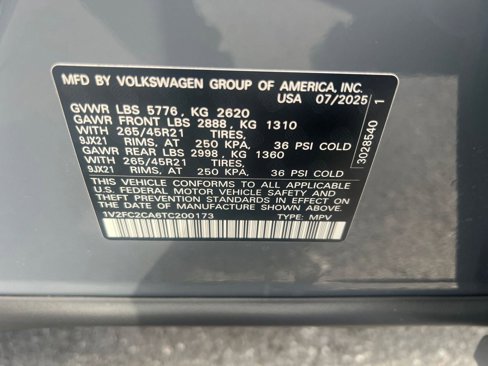 MFD BY VOLKSWAGEN GROUP OF AMERICA, INC.
USA 07/2025
GVWR LBS 5776, KG 2620
GAWR FRONT LBS 2888, KG 1310
WITH 265/45R21 TIRES,
9JX21 RIMS, AT 250 KPA, 36 PSI COLD
GAWR REAR LBS 2998, KG 1360
WITH 265/45R21 TIRES,
9JX21 RIMS, AT 250 KPA, 36 PSI COLD
THIS VEHICLE CONFORMS TO ALL APPLICABLE
U.S. FEDERAL MOTOR VEHICLE SAFETY AND
THEFT PREVENTION STANDARDS IN EFFECT ON
THE DATE OF MANUFACTURE SHOWN ABOVE.
1V2FC2CA6TC200173 TYPE: MPV
3028540 1